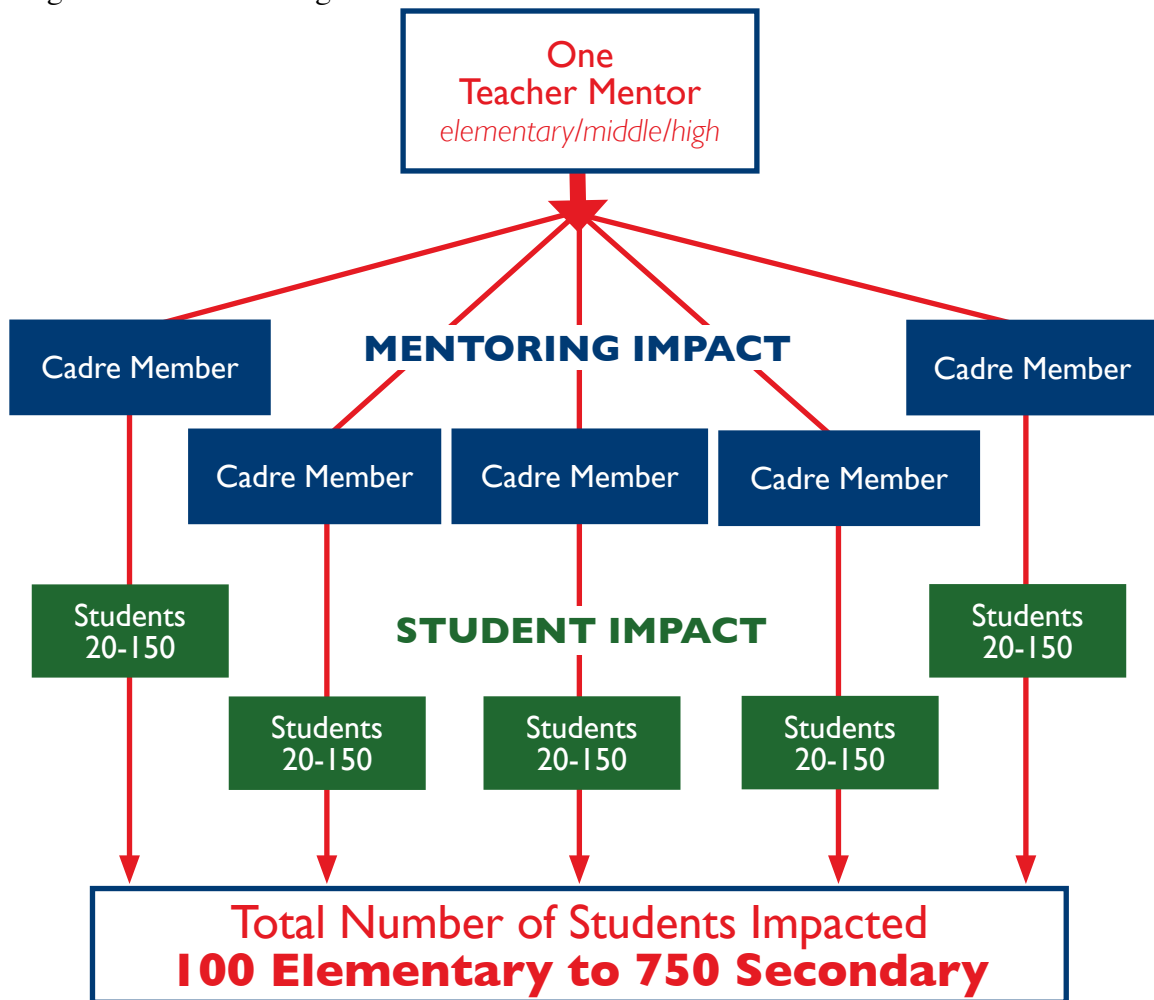 One
Teacher Mentor
elementary/middle/high
MENTORING IMPACT
Cadre Member
Cadre Member
Cadre Member
Cadre Member
Cadre Member
STUDENT IMPACT
Students
20-150
Students
20-150
Students
20-150
Students
20-150
Students
20-150
Total Number of Students Impacted
100 Elementary to 750 Secondary